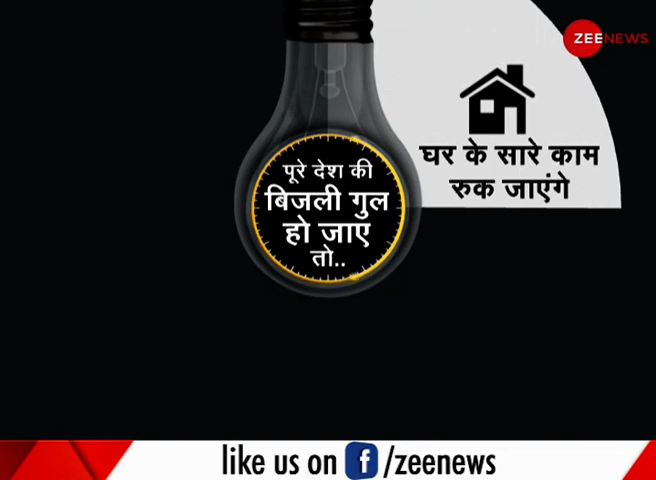 ZEENEWS
पूरे देश की
बिजली गुल
हो जाए
तो..
घर के सारे काम
रुक जाएंगे
like us on f/zeenews